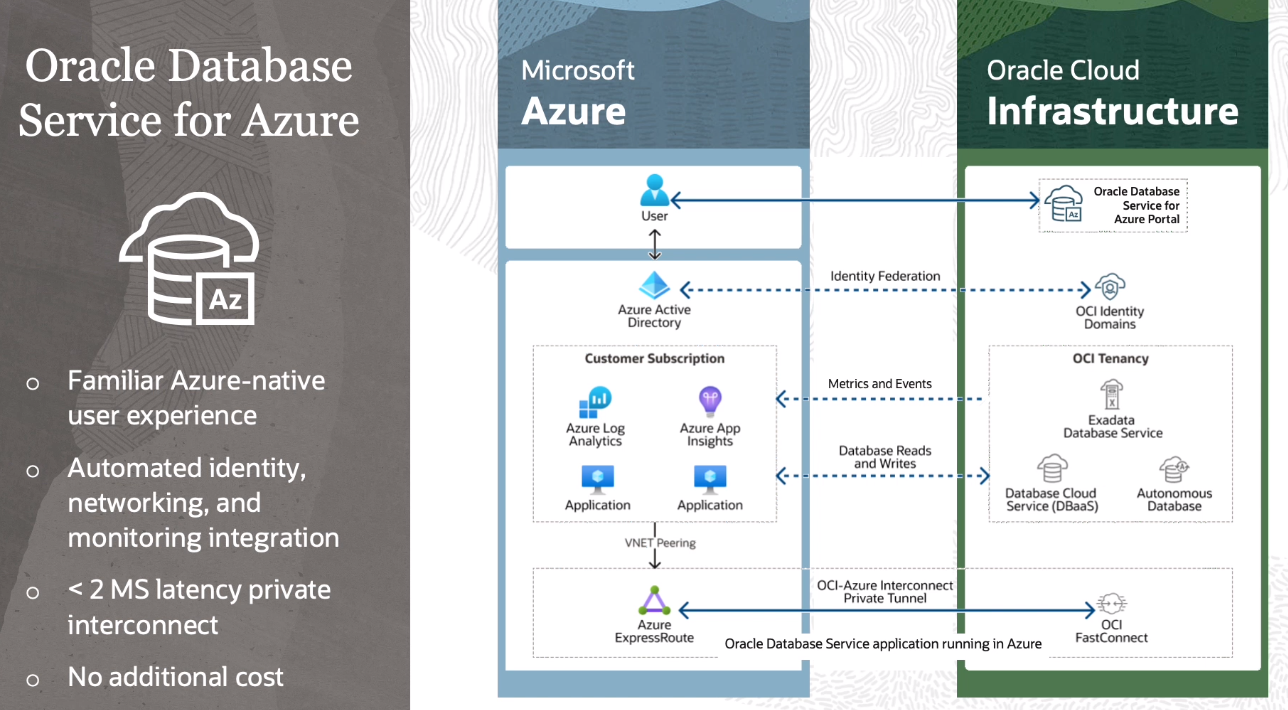 Oracle Database
Service for Azure
Az
Familiar Azure-native
user experience
Automated identity,
networking, and
monitoring integration
< 2 MS latency private
interconnect
No additional cost
Microsoft
Azure
Oracle Cloud
Infrastructure
User
Oracle Database
Service for
Azure Portal
Az
Azure Active
Directory
Identity Federation
OCI Identity
Domains
Customer Subscription
Azure Log
Analytics
Azure App
Insights
Application
Application
Metrics and Events
Database Reads
and Writes
OCI Tenancy
X
Exadata
Database Service
Database Cloud
Service (DBaaS)
A
Autonomous
Database
VNET Peering
Azure
ExpressRoute
OCI-Azure Interconnect
Private Tunnel
OCI
FastConnect
Oracle Database Service application running in Azure